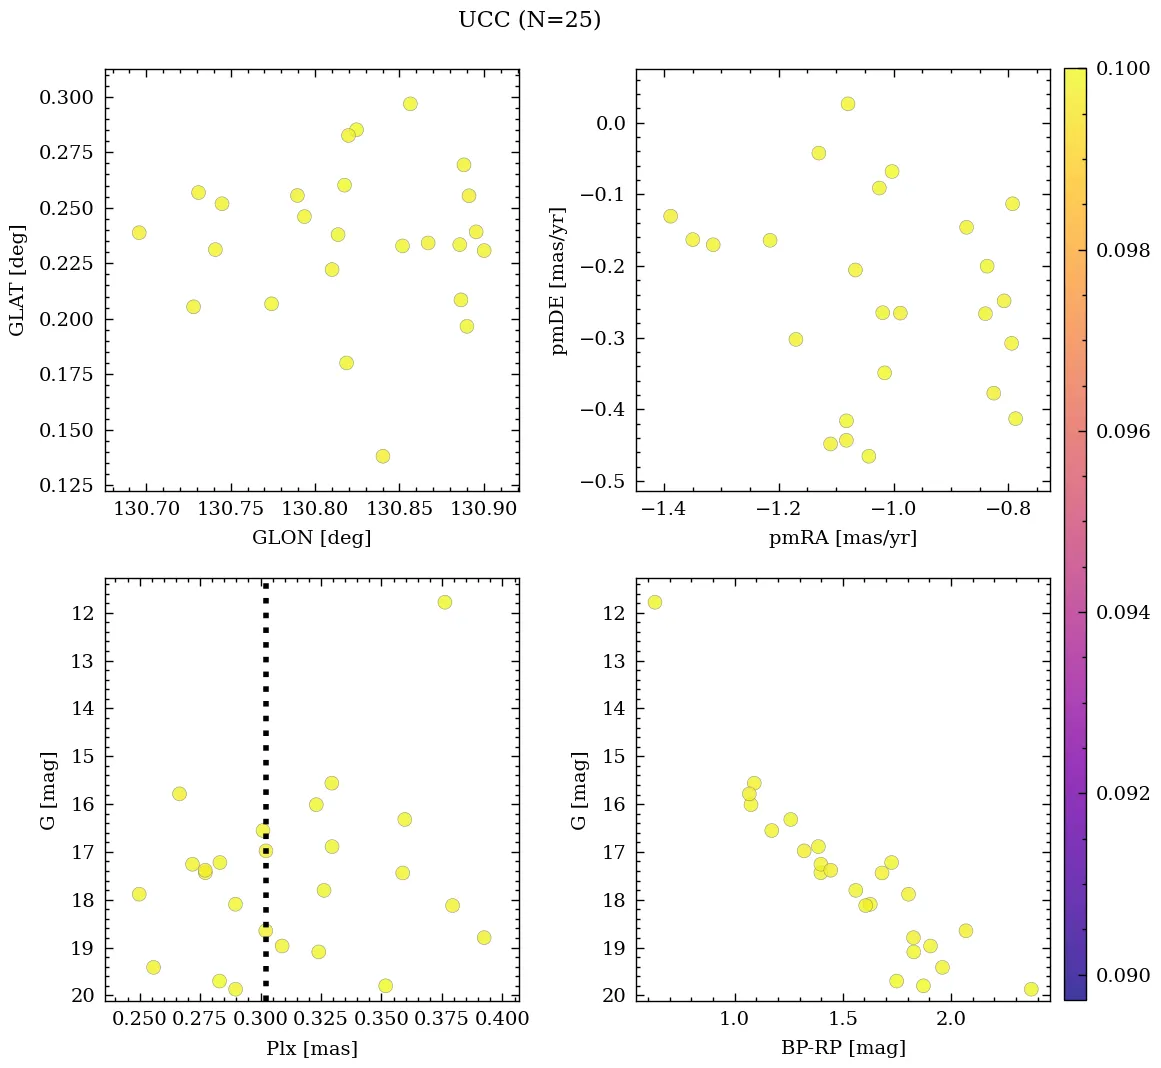 UCC (N=25)
0.300
0.275
0.250
0.225
0.200
0.175
0.150
0.125
GLAT [deg]
130.70 130.75 130.80 130.85 130.90
GLON [deg]
0.0
−0.1
−0.2
−0.3
−0.4
−0.5
pmDE [mas/yr]
−1.4 −1.2 −1.0 −0.8
pmRA [mas/yr]
12
13
14
15
16
17
18
19
20
G [mag]
0.250 0.275 0.300 0.325 0.350 0.375 0.400
Plx [mas]
12
13
14
15
16
17
18
19
20
G [mag]
1.0 1.5 2.0
BP-RP [mag]
0.100
0.098
0.096
0.094
0.092
0.090